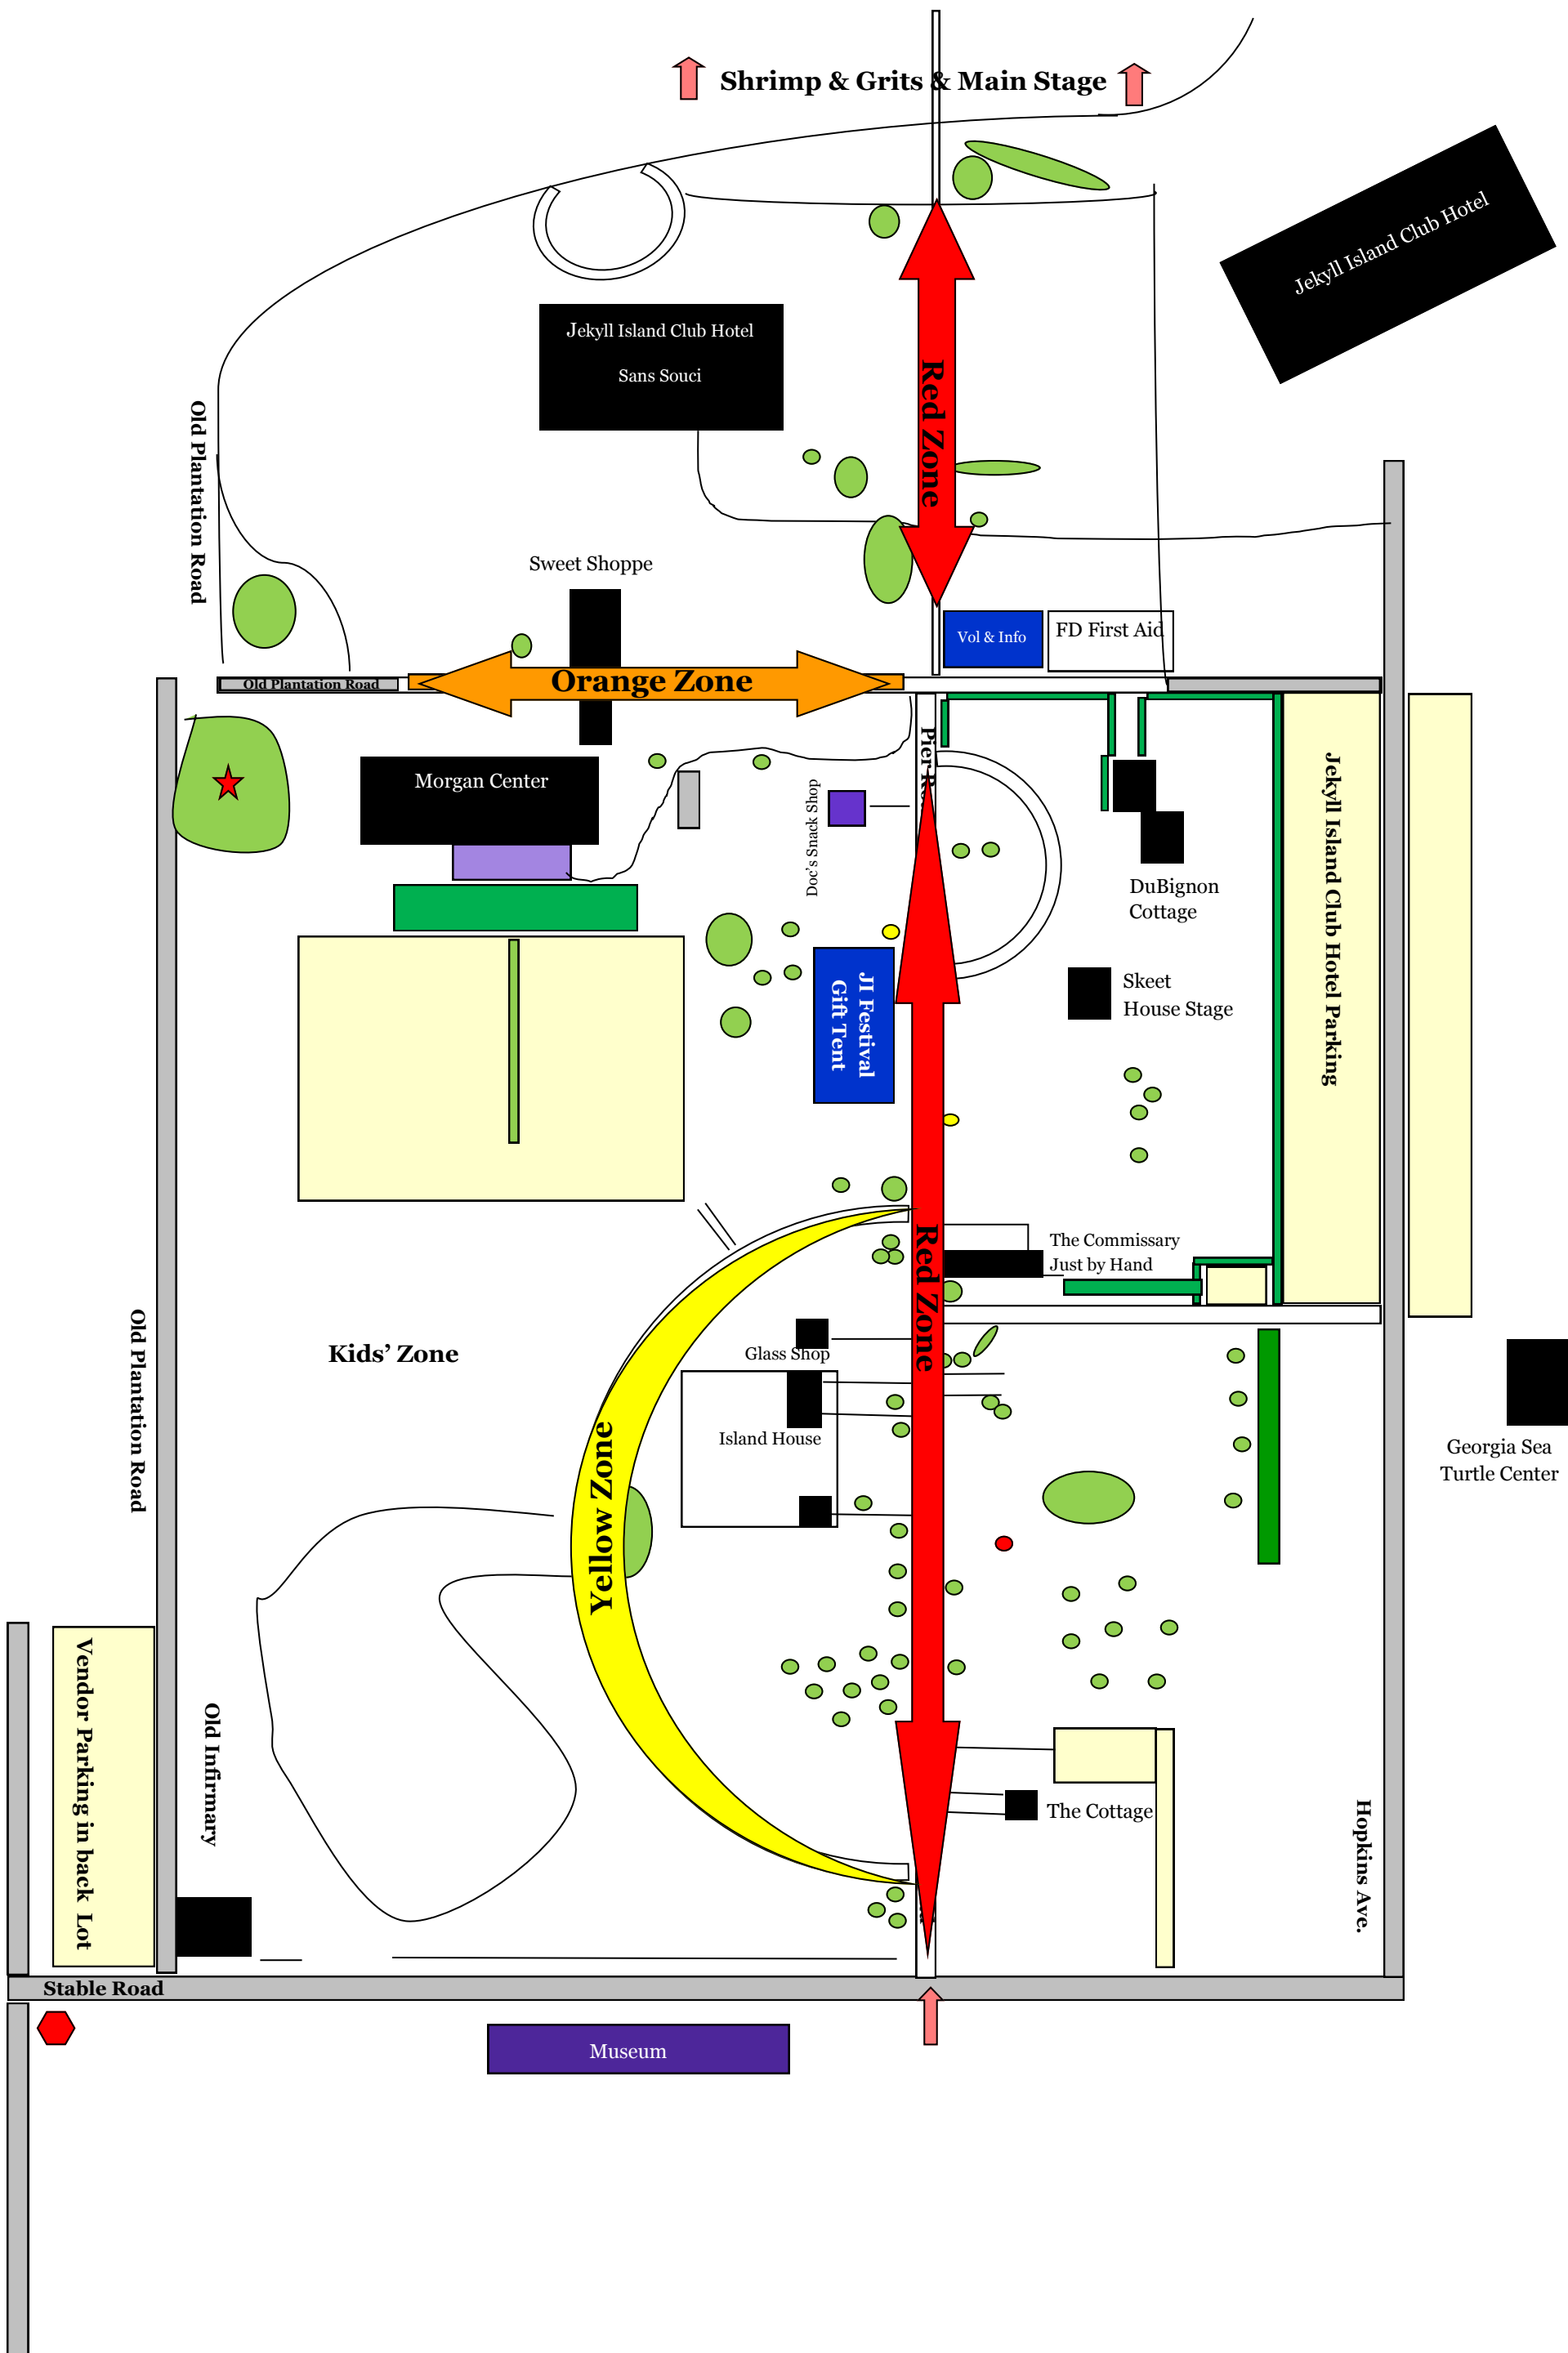 Shrimp & Grits & Main Stage
Jekyll Island Club Hotel
Jekyll Island Club Hotel
Sans Souci
Red Zone
Old Plantation Road
Sweet Shoppe
Vol & Info
FD First Aid
Old Plantation Road
Orange Zone
Pier
Morgan Center
Doc's Snack Shop
DuBignon
Cottage
Jekyll Island Club Hotel Parking
JI Festival
Gift Tent
Skeet
House Stage
The Commissary
Just by Hand
Red Zone
Kids' Zone
Glass Shop
Island House
Old Plantation Road
Yellow Zone
Georgia Sea
Turtle Center
Vendor Parking in back Lot
Old Infirmary
The Cottage
Hopkins Ave.
Stable Road
Museum